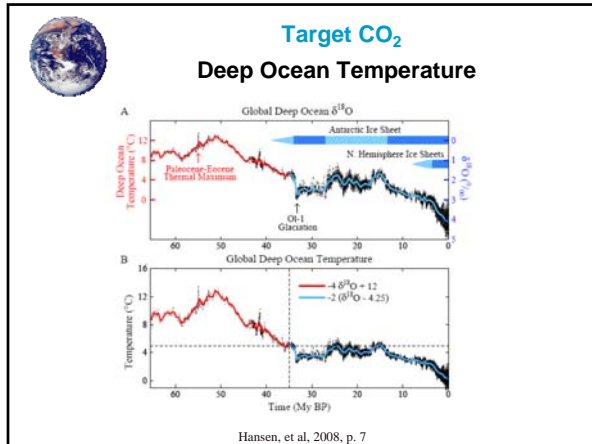 Target CO₂
Deep Ocean Temperature
A
Global Deep Ocean δ¹⁸O
Antarctic Ice Sheet
N. Hemisphere Ice Sheets
Deep Ocean
Temperature (°C)
12
8
4
0
Paleocene-Eocene
Thermal Maximum
Ol-1
Glaciation
0
1
2
3
4
5
δ¹⁸O (‰)
60 50 40 30 20 10 0
B
Global Deep Ocean Temperature
Temperature (°C)
16
12
8
4
0
-4 δ¹⁸O + 12
-2 (δ¹⁸O - 4.25)
60 50 40 30 20 10 0
Time (My BP)
Hansen, et al, 2008, p. 7